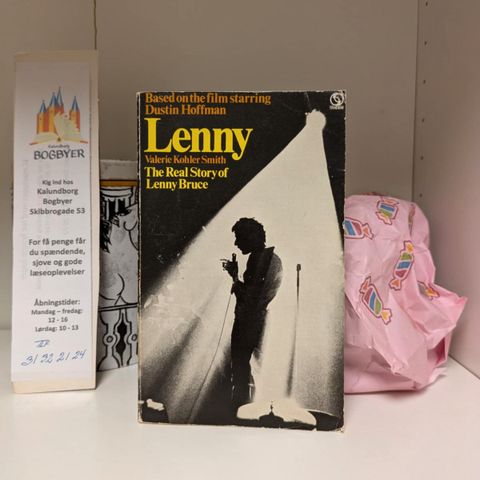 Kalundborg
BOGBYER
Kig ind hos
Kalundborg
Bogbyer
Skibbrogade 53
For få penge får
du spændende,
sjove og gode
læseoplevelser
Åbningstider:
Mandag – fredag:
12 - 16
Lørdag: 10 - 13
31 22 21 24
Based on the film starring
Dustin Hoffman
Lenny
Valerie Kohler Smith
The Real Story of
Lenny Bruce